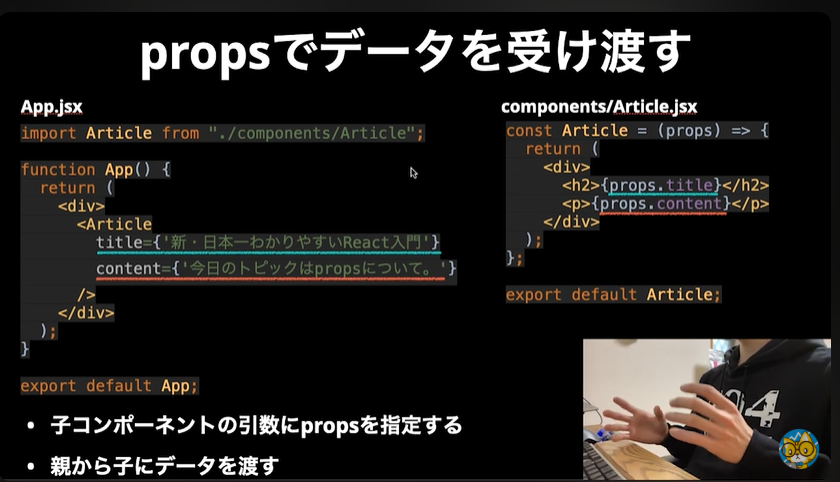 propsでデータを受け渡す
App.jsx
import Article from "./components/Article";
function App() {
return (
<div>
<Article
title={'新・日本一わかりやすいReact入門'}
content={'今日のトピックはpropsについて。'}
/>
</div>
);
}
export default App;
components/Article.jsx
const Article = (props) => {
return (
<div>
<h2>{props.title}</h2>
<p>{props.content}</p>
</div>
);
};
export default Article;
• 子コンポーネントの引数にpropsを指定する
• 親から子にデータを渡す